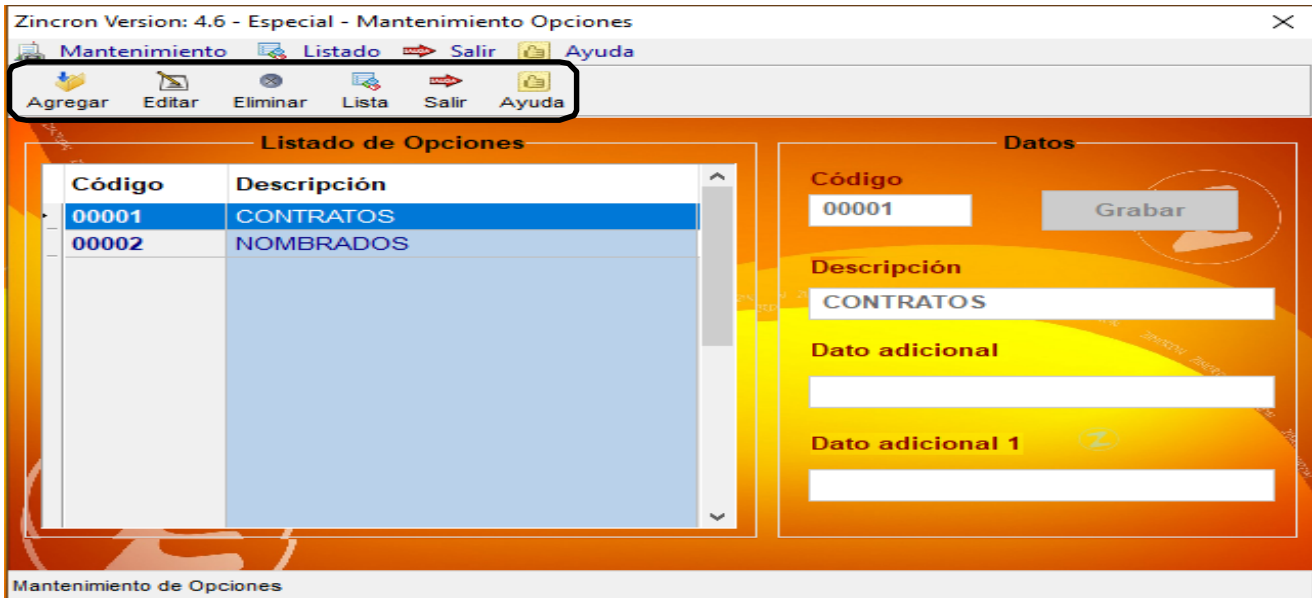 Zincron Version: 4.6 - Especial - Mantenimiento Opciones
Mantenimiento Listado Salir Ayuda
Agregar Editar Eliminar Lista Salir Ayuda
Listado de Opciones
Código Descripción
00001 CONTRATOS
00002 NOMBRADOS
Datos
Código
00001 Grabar
Descripción
CONTRATOS
Dato adicional
Dato adicional 1
Mantenimiento de Opciones